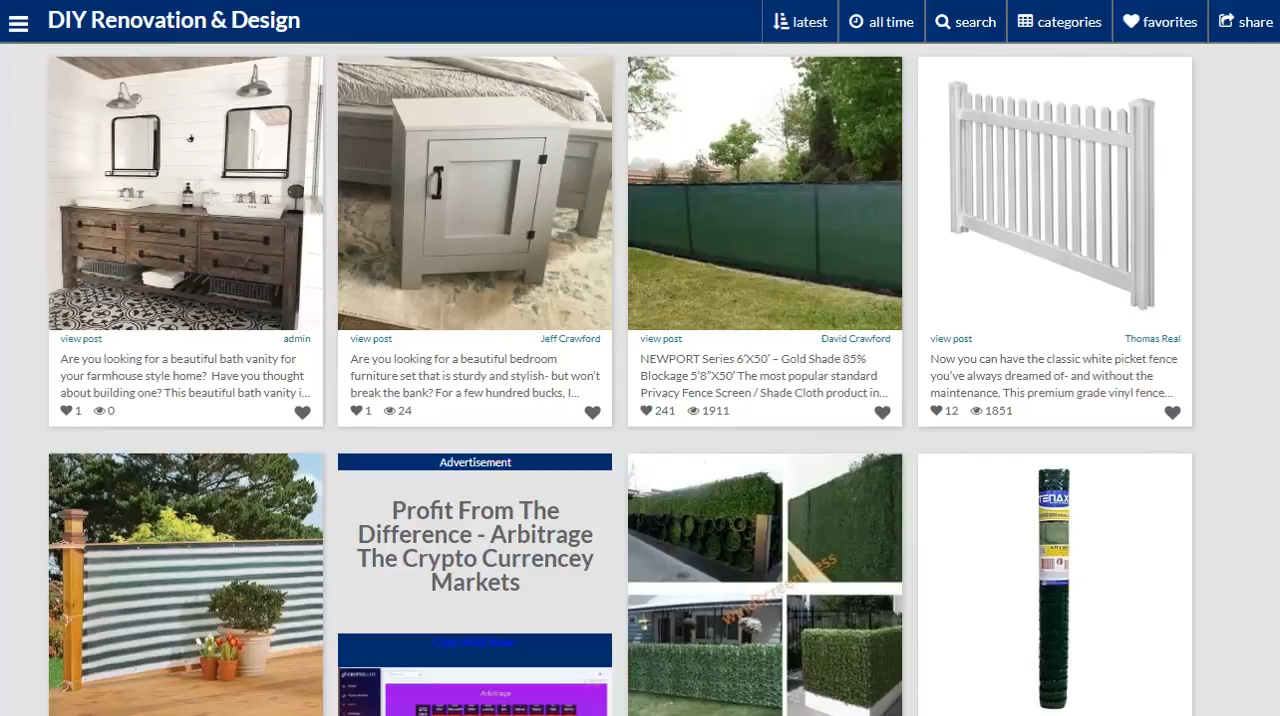 DIY Renovation & Design
latest
all time
search
categories
favorites
share
view post
admin
Are you looking for a beautiful bath vanity for
your farmhouse style home?  Have you thought
about building one? This beautiful bath vanity i...
1
0
view post
Jeff Crawford
Are you looking for a beautiful bedroom
furniture set that is sturdy and stylish- but won't
break the bank? For a few hundred bucks, I...
1
24
view post
David Crawford
NEWPORT Series 6'X50' – Gold Shade 85%
Blockage 5'8"X50' The most popular standard
Privacy Fence Screen / Shade Cloth product in...
241
1911
view post
Thomas Real
Now you can have the classic white picket fence
you've always dreamed of- and without the
maintenance. This premium grade vinyl fence...
12
1851
Advertisement
Profit From The
Difference - Arbitrage
The Crypto Currencey
Markets
Arbitrage
TENAX